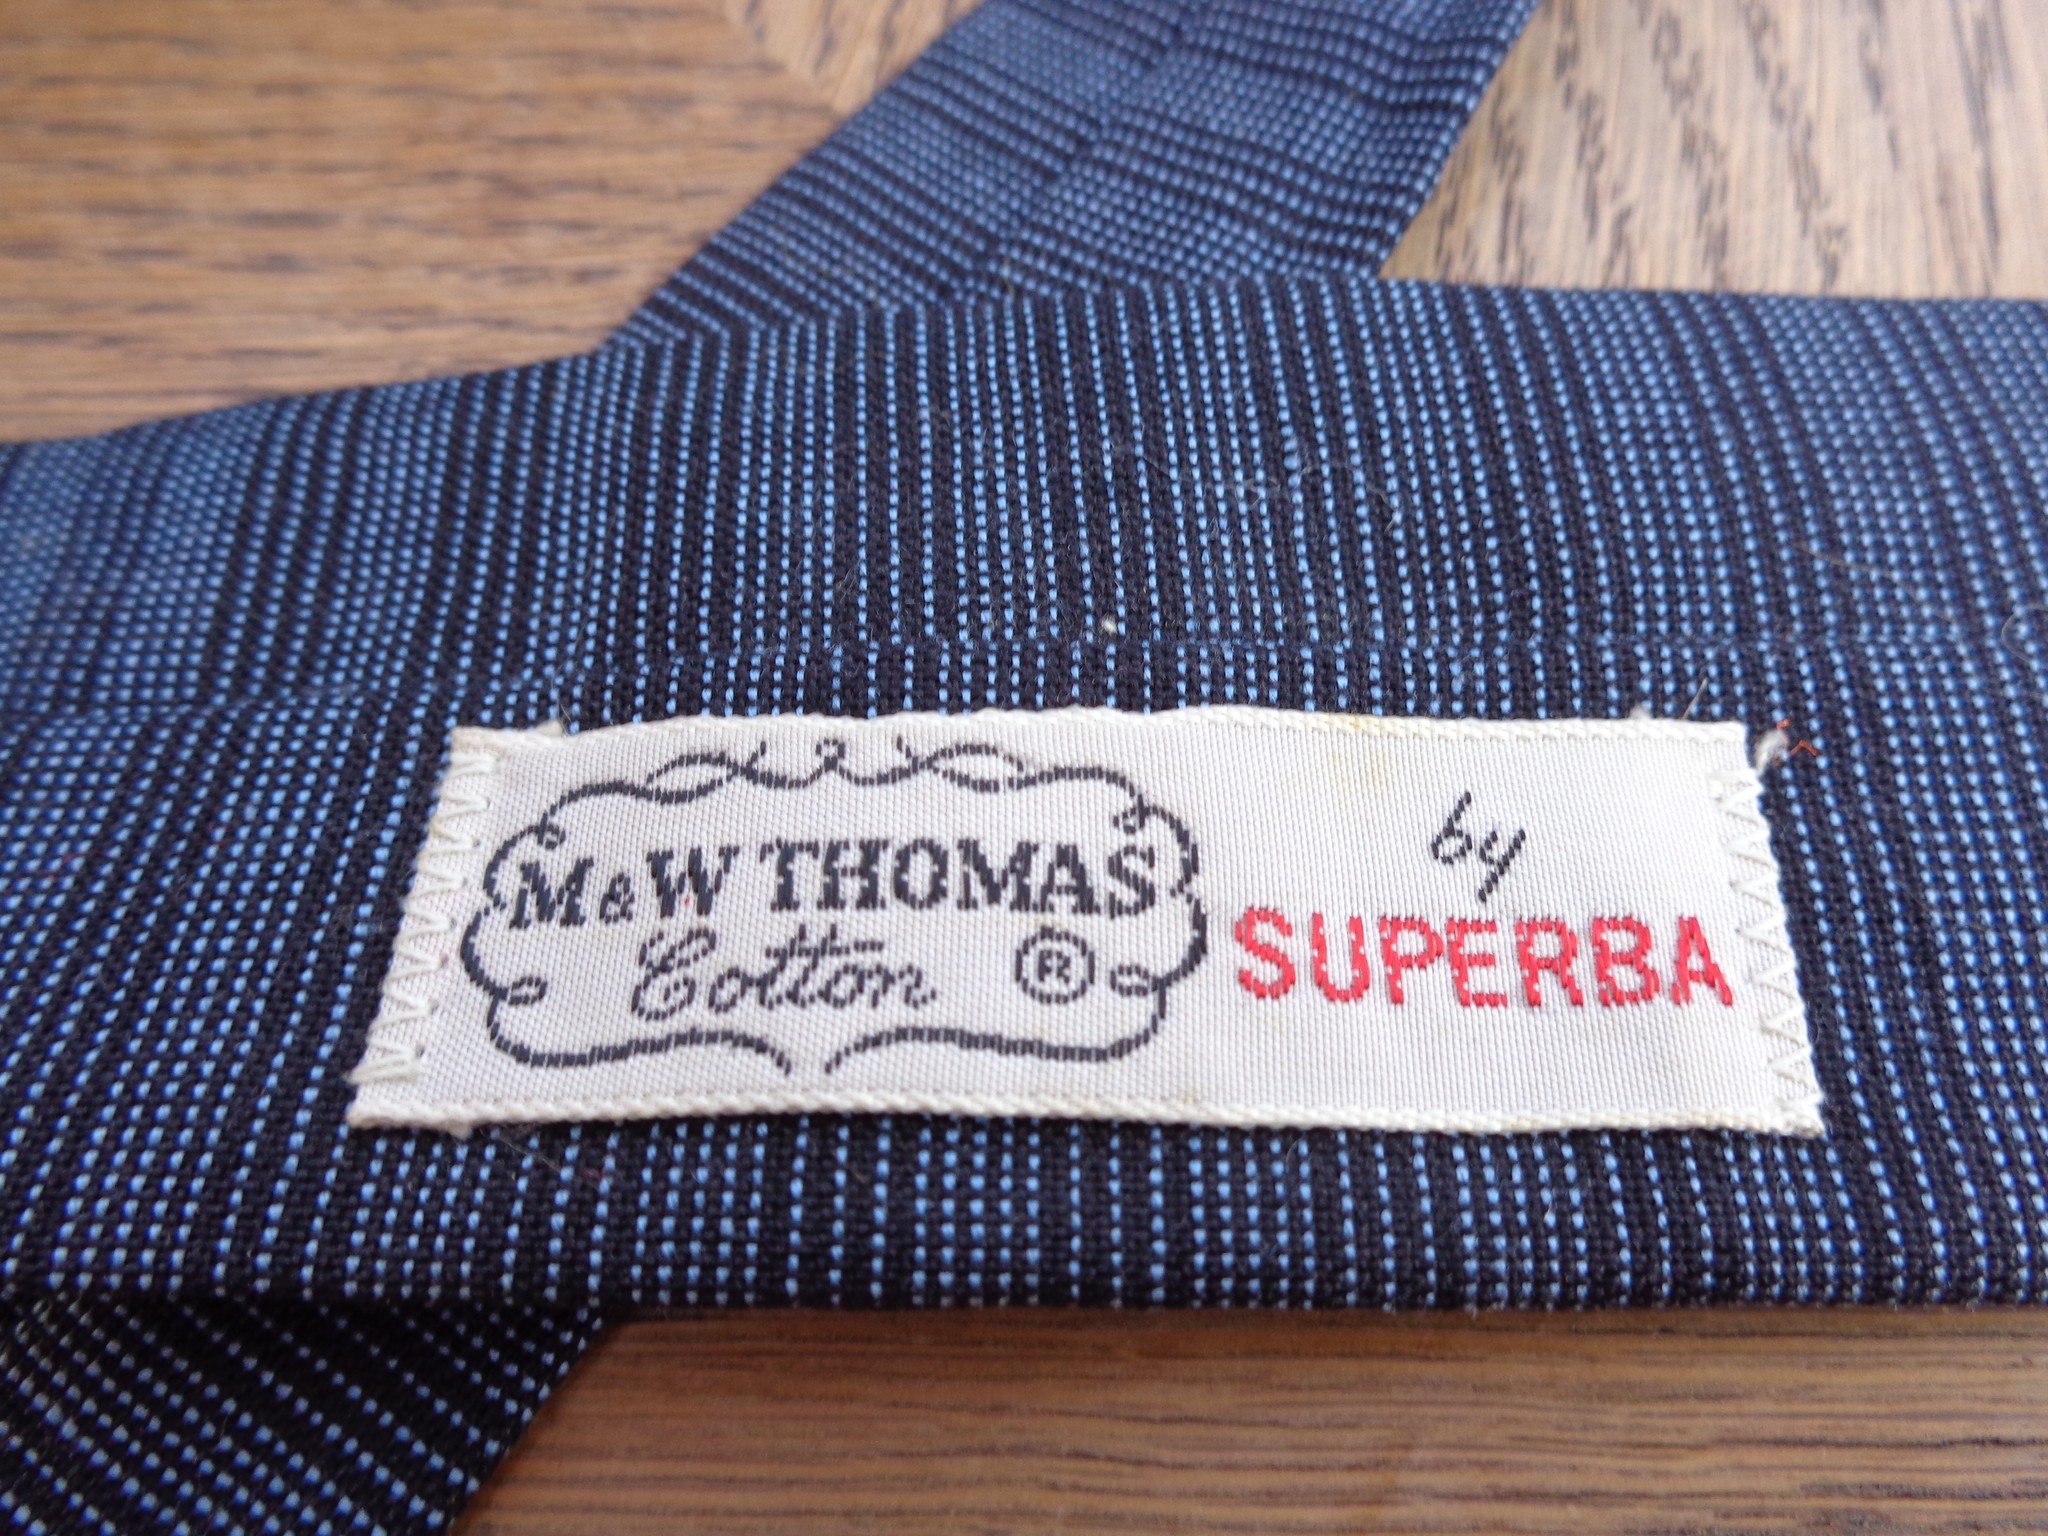 M & W THOMAS
Cotton ®
by
SUPERBA